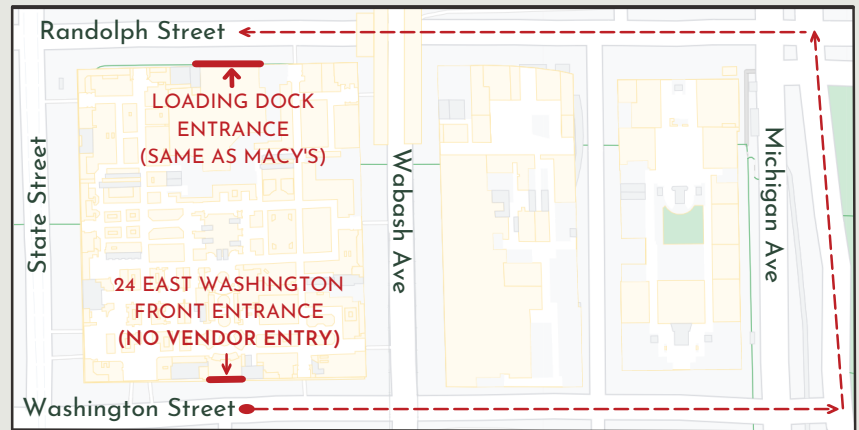 Randolph Street
LOADING DOCK
ENTRANCE
(SAME AS MACY'S)
State Street
Wabash Ave
Michigan Ave
24 EAST WASHINGTON
FRONT ENTRANCE
(NO VENDOR ENTRY)
Washington Street